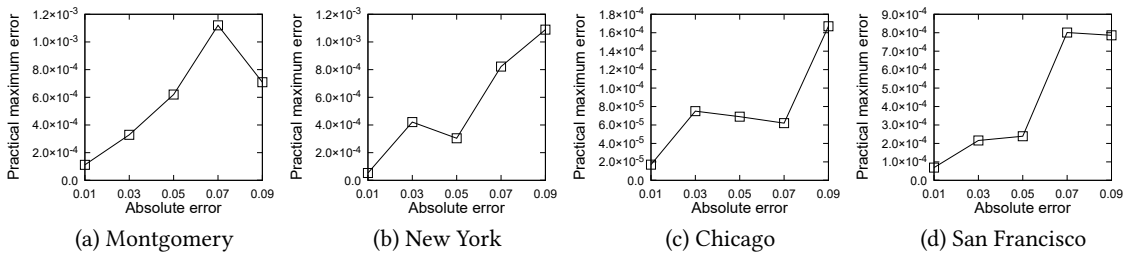 Practical maximum error
1.2×10⁻³
1.0×10⁻³
8.0×10⁻⁴
6.0×10⁻⁴
4.0×10⁻⁴
2.0×10⁻⁴
0.0
0.01 0.03 0.05 0.07 0.09
Absolute error
(a) Montgomery
Practical maximum error
1.2×10⁻³
1.0×10⁻³
8.0×10⁻⁴
6.0×10⁻⁴
4.0×10⁻⁴
2.0×10⁻⁴
0.0
0.01 0.03 0.05 0.07 0.09
Absolute error
(b) New York
Practical maximum error
1.8×10⁻⁴
1.6×10⁻⁴
1.4×10⁻⁴
1.2×10⁻⁴
1.0×10⁻⁴
8.0×10⁻⁵
6.0×10⁻⁵
4.0×10⁻⁵
2.0×10⁻⁵
0.0
0.01 0.03 0.05 0.07 0.09
Absolute error
(c) Chicago
Practical maximum error
9.0×10⁻⁴
8.0×10⁻⁴
7.0×10⁻⁴
6.0×10⁻⁴
5.0×10⁻⁴
4.0×10⁻⁴
3.0×10⁻⁴
2.0×10⁻⁴
1.0×10⁻⁴
0.0
0.01 0.03 0.05 0.07 0.09
Absolute error
(d) San Francisco